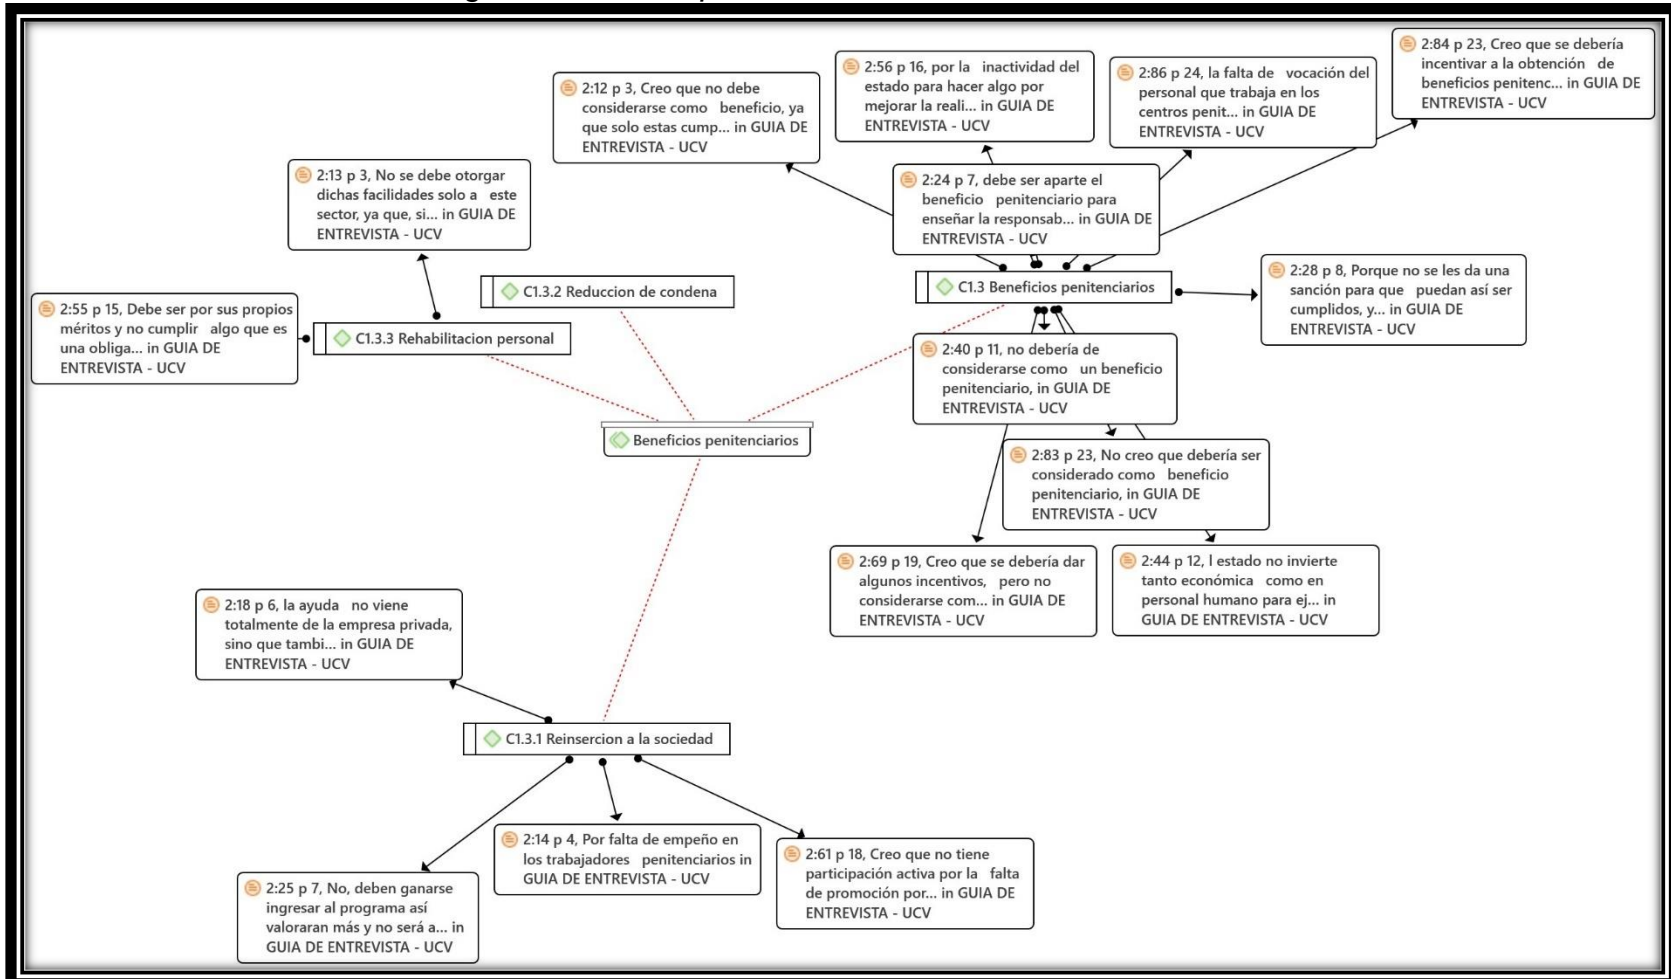 2:84 p 23, Creo que se debería
incentivar a la obtención de
beneficios penitenc... in GUIA DE
ENTREVISTA - UCV
2:56 p 16, por la inactividad del
estado para hacer algo por
mejorar la reali... in GUIA DE
ENTREVISTA - UCV
2:86 p 24, la falta de vocación del
personal que trabaja en los
centros penit... in GUIA DE
ENTREVISTA - UCV
2:12 p 3, Creo que no debe
considerarse como beneficio, ya
que solo estas cump... in GUIA DE
ENTREVISTA - UCV
2:13 p 3, No se debe otorgar
dichas facilidades solo a este
sector, ya que, si... in GUIA DE
ENTREVISTA - UCV
2:24 p 7, debe ser aparte el
beneficio penitenciario para
enseñar la responsab... in GUIA DE
ENTREVISTA - UCV
C1.3.2 Reduccion de condena
C1.3 Beneficios penitenciarios
2:28 p 8, Porque no se les da una
sanción para que puedan así ser
cumplidos, y... in GUIA DE
ENTREVISTA - UCV
2:55 p 15, Debe ser por sus propios
méritos y no cumplir algo que es
una obliga... in GUIA DE
ENTREVISTA - UCV
C1.3.3 Rehabilitacion personal
2:40 p 11, no debería de
considerarse como un beneficio
penitenciario, in GUIA DE
ENTREVISTA - UCV
Beneficios penitenciarios
2:83 p 23, No creo que debería ser
considerado como beneficio
penitenciario, in GUIA DE
ENTREVISTA - UCV
2:69 p 19, Creo que se debería dar
algunos incentivos, pero no
considerarse com... in GUIA DE
ENTREVISTA - UCV
2:44 p 12, l estado no invierte
tanto económica como en
personal humano para ej... in
GUIA DE ENTREVISTA - UCV
2:18 p 6, la ayuda no viene
totalmente de la empresa privada,
sino que tambi... in GUIA DE
ENTREVISTA - UCV
C1.3.1 Reinsercion a la sociedad
2:14 p 4, Por falta de empeño en
los trabajadores penitenciarios in
GUIA DE ENTREVISTA - UCV
2:61 p 18, Creo que no tiene
participación activa por la falta
de promoción por... in GUIA DE
ENTREVISTA - UCV
2:25 p 7, No, deben ganarse
ingresar al programa así
valoraran más y no será a... in
GUIA DE ENTREVISTA - UCV